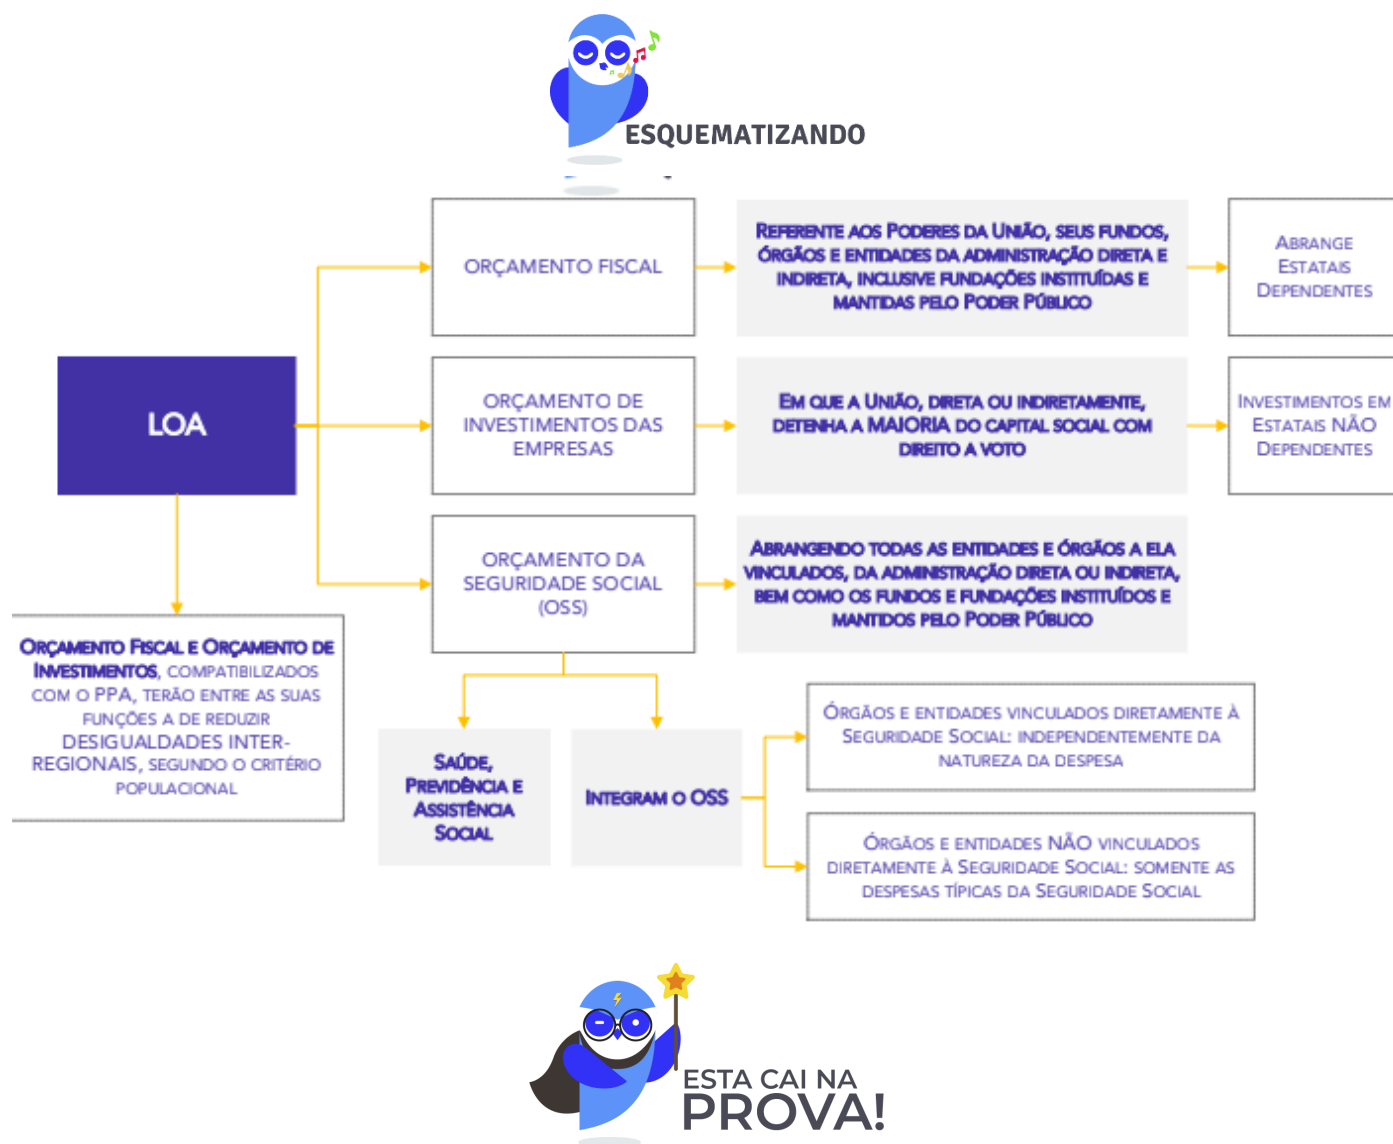 ESQUEMATIZANDO
ORÇAMENTO FISCAL
REFERENTE AOS PODERES DA UNIÃO, SEUS FUNDOS,
ÓRGÃOS E ENTIDADES DA ADMINISTRAÇÃO DIRETA E
INDIRETA, INCLUSIVE FUNDAÇÕES INSTITUÍDAS E
MANTIDAS PELO PODER PÚBLICO
ABRANGE
ESTATAIS
DEPENDENTES
LOA
ORÇAMENTO DE
INVESTIMENTOS DAS
EMPRESAS
EM QUE A UNIÃO, DIRETA OU INDIRETAMENTE,
DETENHA A MAIORIA DO CAPITAL SOCIAL COM
DIREITO A VOTO
INVESTIMENTOS EM
ESTATAIS NÃO
DEPENDENTES
ORÇAMENTO DA
SEGURIDADE SOCIAL
(OSS)
ABRANGENDO TODAS AS ENTIDADES E ÓRGÃOS A ELA
VINCULADOS, DA ADMINISTRAÇÃO DIRETA OU INDIRETA,
BEM COMO OS FUNDOS E FUNDAÇÕES INSTITUÍDOS E
MANTIDOS PELO PODER PÚBLICO
ORÇAMENTO FISCAL E ORÇAMENTO DE
INVESTIMENTOS, COMPATIBILIZADOS
COM O PPA, TERÃO ENTRE AS SUAS
FUNÇÕES A DE REDUZIR
DESIGUALDADES INTER-
REGIONAIS, SEGUNDO O CRITÉRIO
POPULACIONAL
SAÚDE,
PREVIDÊNCIA E
ASSISTÊNCIA
SOCIAL
INTEGRAM O OSS
ÓRGÃOS E ENTIDADES VINCULADOS DIRETAMENTE À
SEGURIDADE SOCIAL: INDEPENDENTEMENTE DA
NATUREZA DA DESPESA
ÓRGÃOS E ENTIDADES NÃO VINCULADOS
DIRETAMENTE À SEGURIDADE SOCIAL: SOMENTE AS
DESPESAS TÍPICAS DA SEGURIDADE SOCIAL
ESTA CAI NA
PROVA!